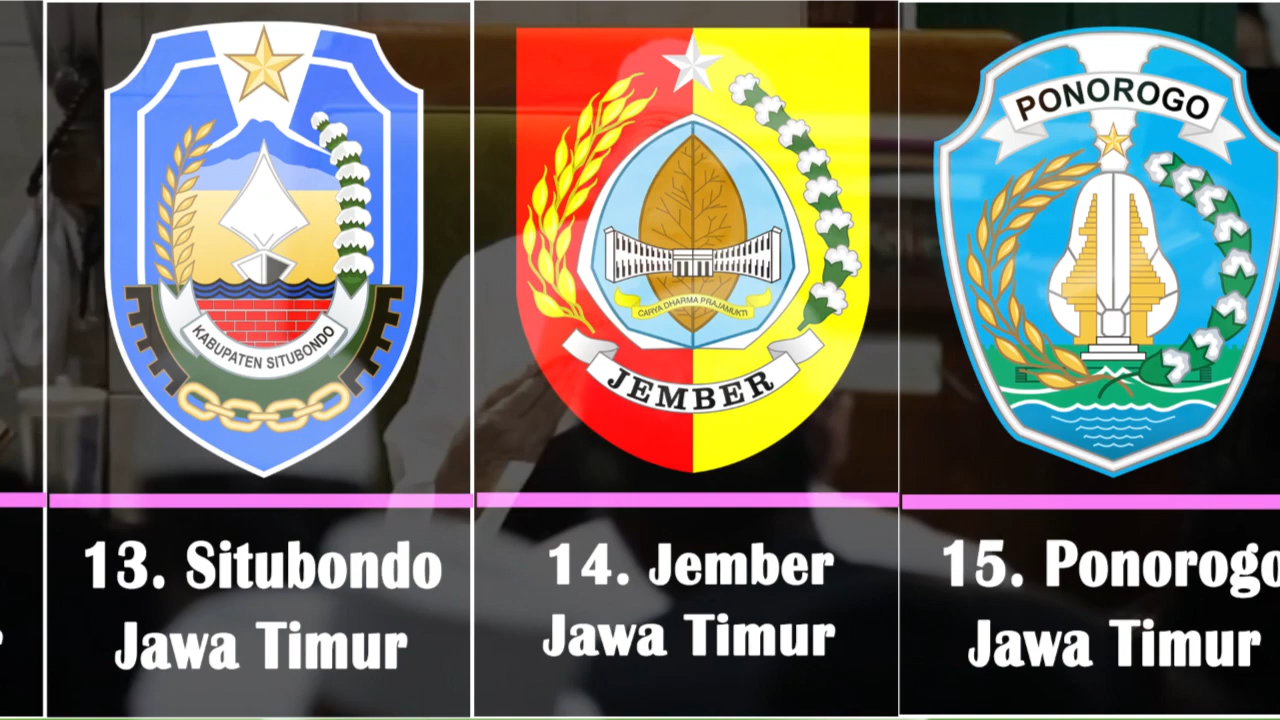 KABUPATEN SITUBONDO
13. Situbondo
Jawa Timur
CARYA DHARMA PRAJAMUKTI
JEMBER
14. Jember
Jawa Timur
PONOROGO
15. Ponorogo
Jawa Timur